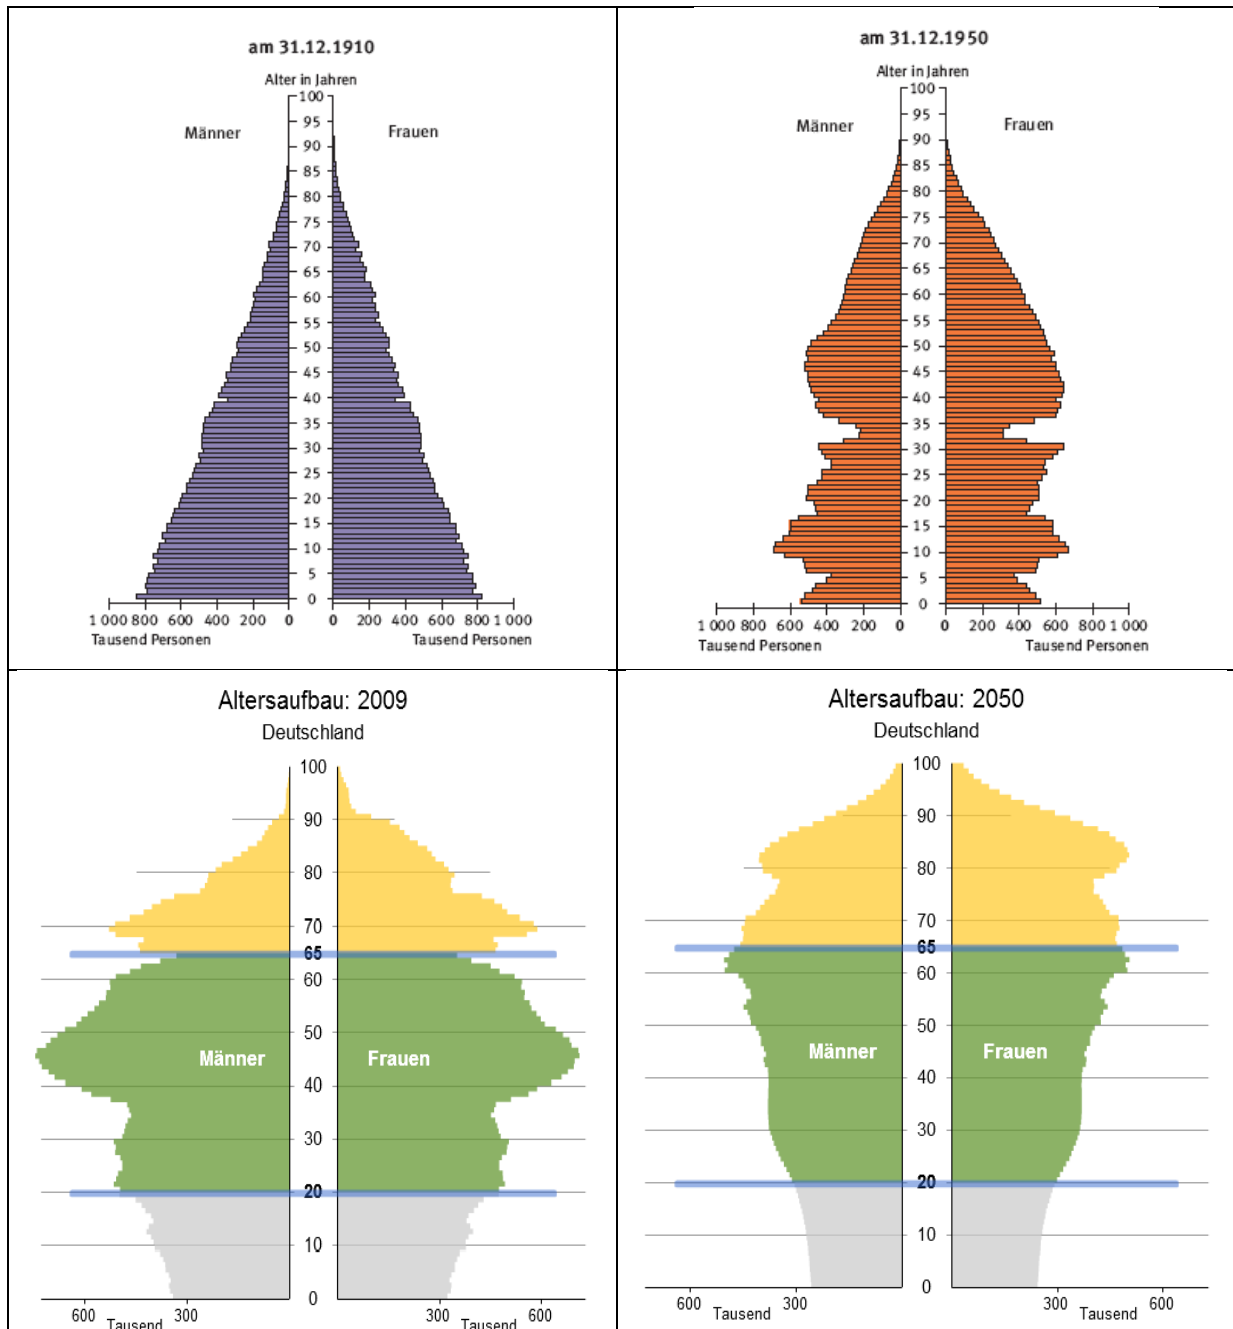 am 31.12.1910
Alter in Jahren
Männer
Frauen
100
95
90
85
80
75
70
65
60
55
50
45
40
35
30
25
20
15
10
5
0
1 000 800 600 400 200 0
0 200 400 600 800 1 000
Tausend Personen
Tausend Personen
am 31.12.1950
Alter in Jahren
Männer
Frauen
100
95
90
85
80
75
70
65
60
55
50
45
40
35
30
25
20
15
10
5
0
1 000 800 600 400 200 0
0 200 400 600 800 1 000
Tausend Personen
Tausend Personen
Altersaufbau: 2009
Deutschland
100
90
80
70
65
60
50
Männer
Frauen
40
30
20
10
0
600 300
300 600
Tausend
Tausend
Altersaufbau: 2050
Deutschland
100
90
80
70
65
60
50
Männer
Frauen
40
30
20
10
0
600 300
300 600
Tausend
Tausend